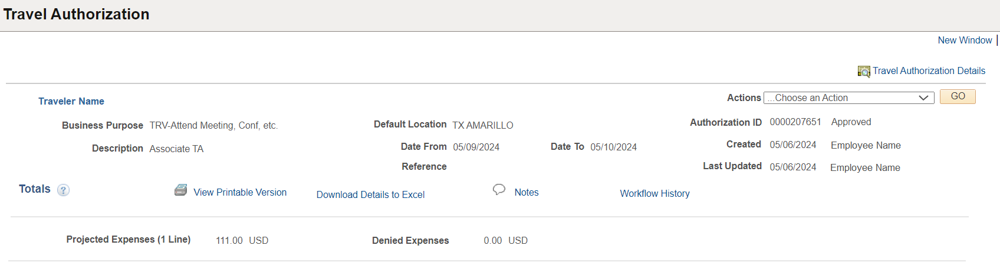 Travel Authorization
New Window
Travel Authorization Details
Traveler Name
Actions ...Choose an Action GO
Business Purpose TRV-Attend Meeting, Conf, etc. Default Location TX AMARILLO Authorization ID 0000207651 Approved
Description Associate TA Date From 05/09/2024 Date To 05/10/2024 Created 05/06/2024 Employee Name
Reference Last Updated 05/06/2024 Employee Name
Totals ? View Printable Version Download Details to Excel Notes Workflow History
Projected Expenses (1 Line) 111.00 USD Denied Expenses 0.00 USD